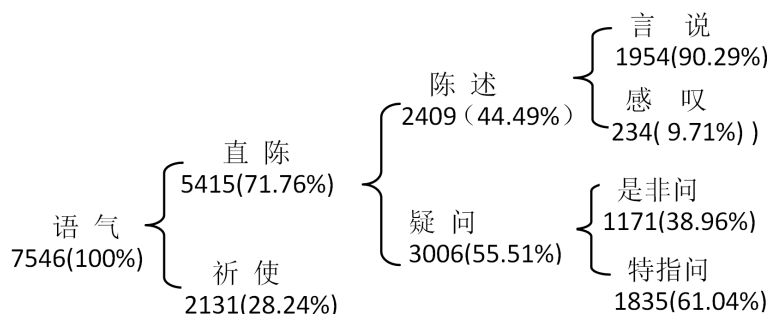 言 说
1954(90.29%)
陈 述
2409（44.49%）
感 叹
234( 9.71%) )
直 陈
5415(71.76%)
是非问
1171(38.96%)
疑 问
3006(55.51%)
语 气
7546(100%)
特指问
1835(61.04%)
祈 使
2131(28.24%)